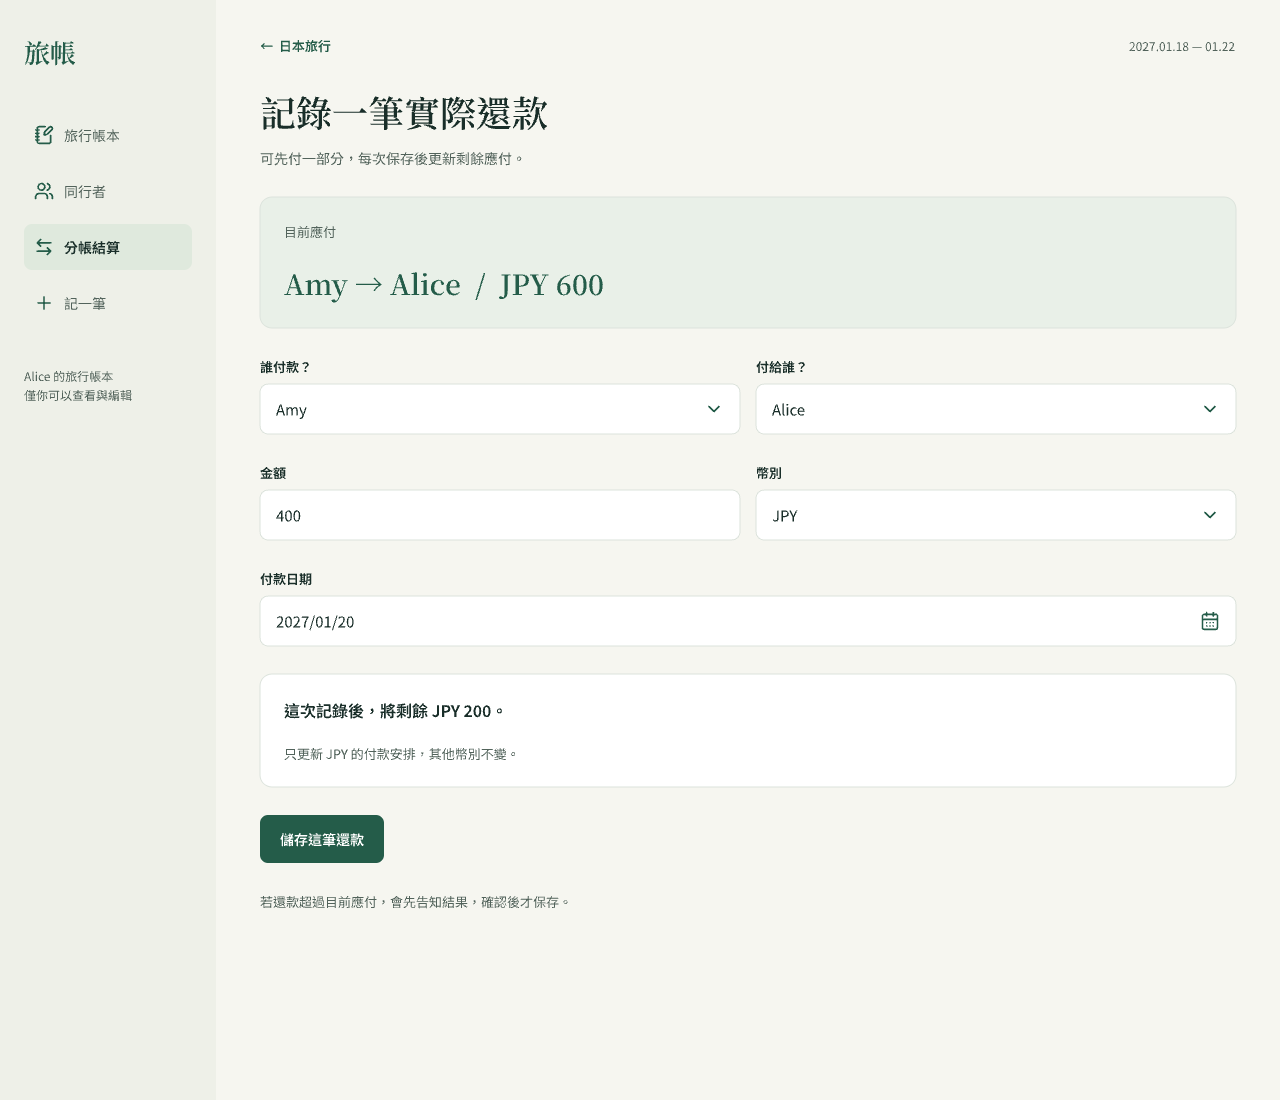 旅帳
旅行帳本
同行者
分帳結算
記一筆
Alice 的旅行帳本
僅你可以查看與編輯
← 日本旅行
2027.01.18 — 01.22
記錄一筆實際還款
可先付一部分，每次保存後更新剩餘應付。
目前應付
Amy → Alice / JPY 600
誰付款？
付給誰？
Amy
Alice
金額
幣別
400
JPY
付款日期
2027/01/20
這次記錄後，將剩餘 JPY 200。
只更新 JPY 的付款安排，其他幣別不變。
儲存這筆還款
若還款超過目前應付，會先告知結果，確認後才保存。